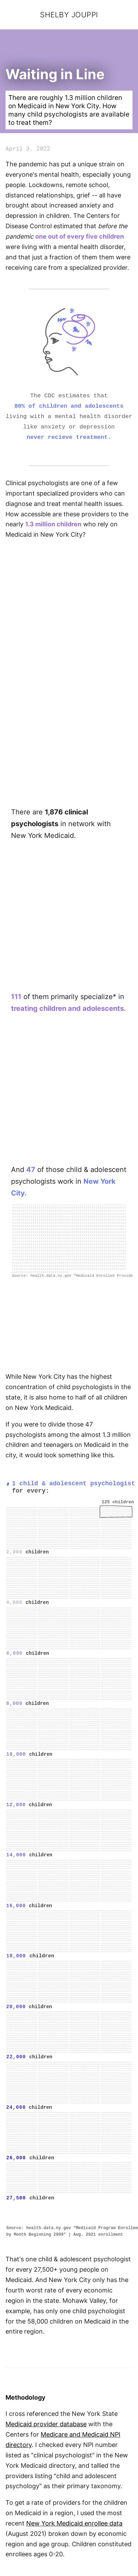 SHELBY JOUPPI
Waiting in Line
There are roughly 1.3 million children
on Medicaid in New York City. How
many child psychologists are available
to treat them?
April 3, 2022
The pandemic has put a unique strain on
everyone's mental health, especially young
people. Lockdowns, remote school,
distanced relationships, grief -- all have
brought about increased anxiety and
depression in children. The Centers for
Disease Control estimated that before the
pandemic one out of every five children
were living with a mental health disorder,
and that just a fraction of them them were
receiving care from a specialized provider.
The CDC estimates that
80% of children and adolescents
living with a mental health disorder
like anxiety or depression
never recieve treatment.
Clinical psychologists are one of a few
important specialized providers who can
diagnose and treat mental health issues.
How accessible are these providers to the
nearly 1.3 million children who rely on
Medicaid in New York City?
There are 1,876 clinical
psychologists in network with
New York Medicaid.
111 of them primarily specialize* in
treating children and adolescents.
And 47 of those child & adolescent
psychologists work in New York
City.
Source: health.data.ny.gov "Medicaid Enrolled Provide
While New York City has the highest
concentration of child psychologists in the
state, it is also home to half of all children
on New York Medicaid.
If you were to divide those 47
psychologists among the almost 1.3 million
children and teenagers on Medicaid in the
city, it would look something like this.
1 child & adolescent psychologist
for every:
125 children
2,000 children
4,000 children
6,000 children
8,000 children
10,000 children
12,000 children
14,000 children
16,000 children
18,000 children
20,000 children
22,000 children
24,000 children
26,000 children
27,500 children
Source: health.data.ny.gov "Medicaid Program Enrollme
by Month Beginning 2009" | Aug. 2021 enrollment
That's one child & adolescent psychologist
for every 27,500+ young people on
Medicaid. And New York City only has the
fourth worst rate of every economic
region in the state. Mohawk Valley, for
example, has only one child psychologist
for the 58,000 children on Medicaid in the
entire region.
Methodology
I cross referenced the New York State
Medicaid provider database with the
Centers for Medicare and Medicaid NPI
directory. I checked every NPI number
listed as "clinical psychologist" in the New
York Medicaid directory, and tallied the
providers listing "child and adolescent
psychology" as their primary taxonomy.
To get a rate of providers for the children
on Medicaid in a region, I used the most
recent New York Medicaid enrollee data
(August 2021) broken down by economic
region and age group. Children constituted
enrollees ages 0-20.